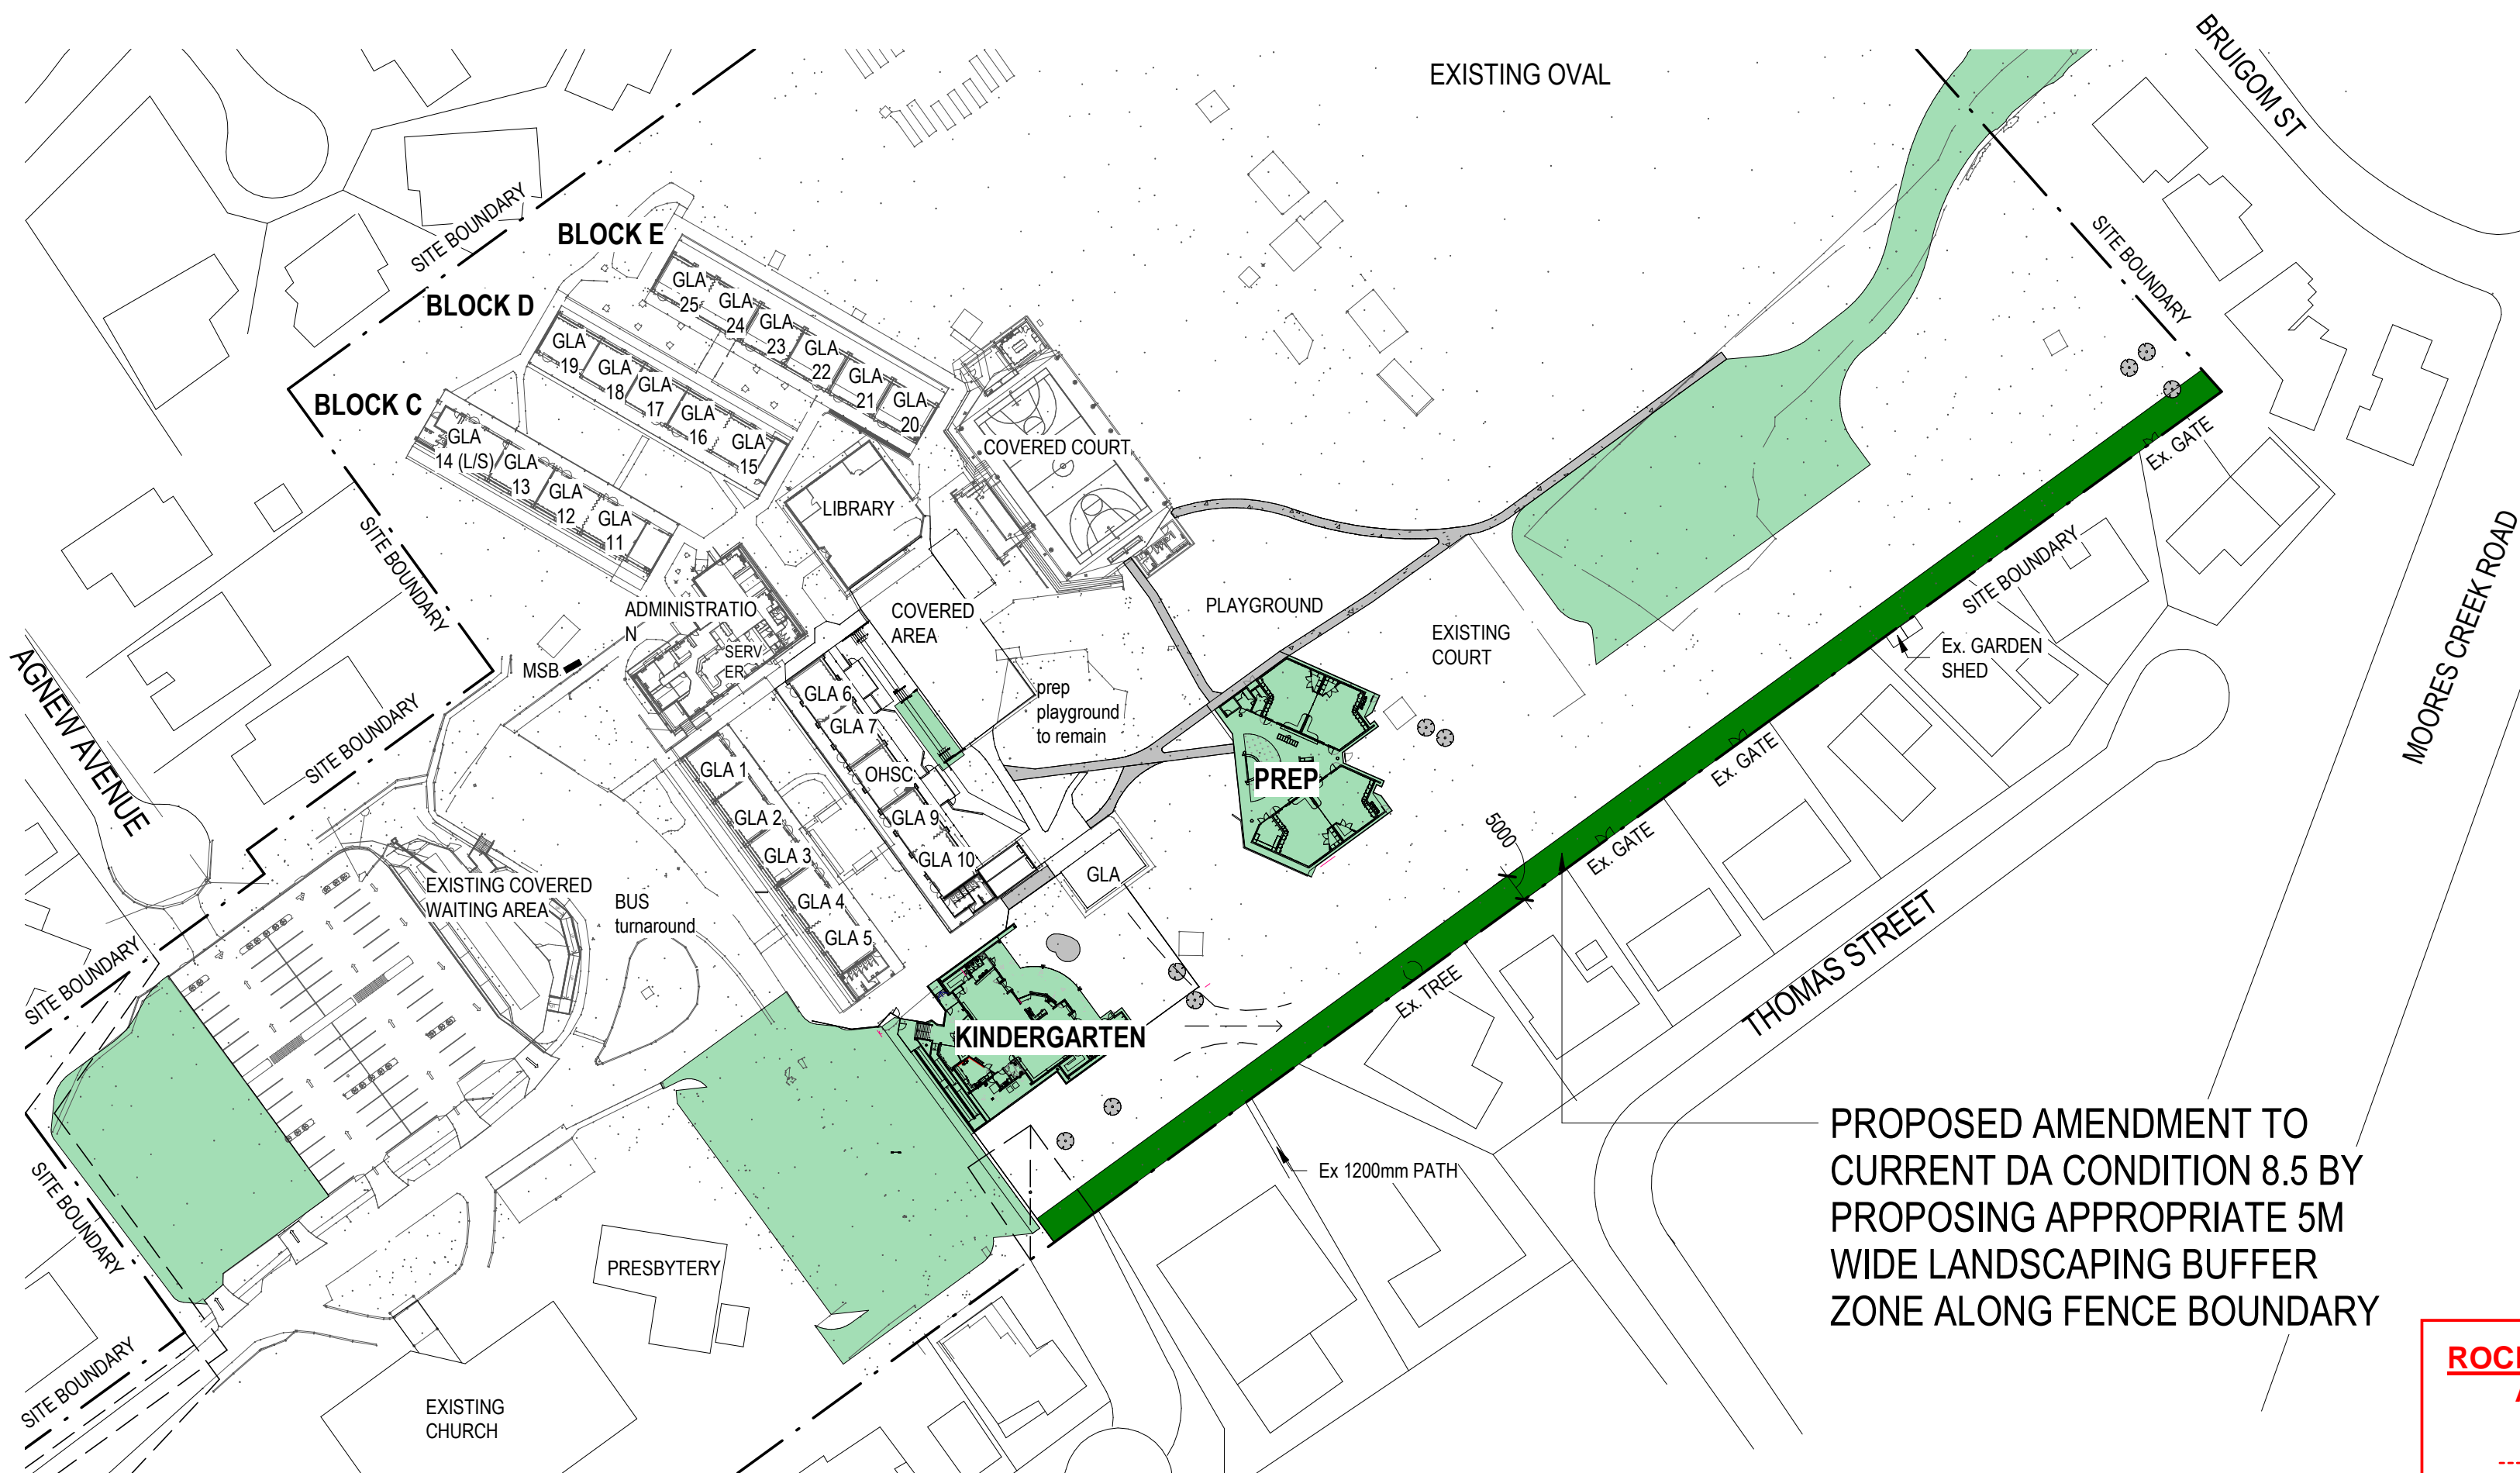 EXISTING OVAL
BRUIGOM ST
SITE BOUNDARY
BLOCK E
BLOCK D
BLOCK C
GLA
25
GLA
24
GLA
23
GLA
22
GLA
21
GLA
20
GLA
19
GLA
18
GLA
17
GLA
16
GLA
15
GLA
14 (L/S)
GLA
13
GLA
12
GLA
11
SITE BOUNDARY
COVERED COURT
LIBRARY
Ex. GATE
SITE BOUNDARY
SITE BOUNDARY
MOORES CREEK ROAD
ADMINISTRATIO
N
SERV
ER
COVERED
AREA
PLAYGROUND
EXISTING
COURT
Ex. GARDEN
SHED
MSB
AGNEW AVENUE
SITE BOUNDARY
GLA 6
GLA 7
OHSC
GLA 9
GLA 10
prep
playground
to remain
GLA 1
GLA 2
GLA 3
GLA 4
GLA 5
PREP
Ex. GATE
5000
Ex. GATE
GLA
EXISTING COVERED
WAITING AREA
BUS
turnaround
SITE BOUNDARY
Ex. TREE
THOMAS STREET
KINDERGARTEN
Ex 1200mm PATH
PROPOSED AMENDMENT TO
CURRENT DA CONDITION 8.5 BY
PROPOSING APPROPRIATE 5M
WIDE LANDSCAPING BUFFER
ZONE ALONG FENCE BOUNDARY
SITE BOUNDARY
PRESBYTERY
SITE BOUNDARY
EXISTING
CHURCH